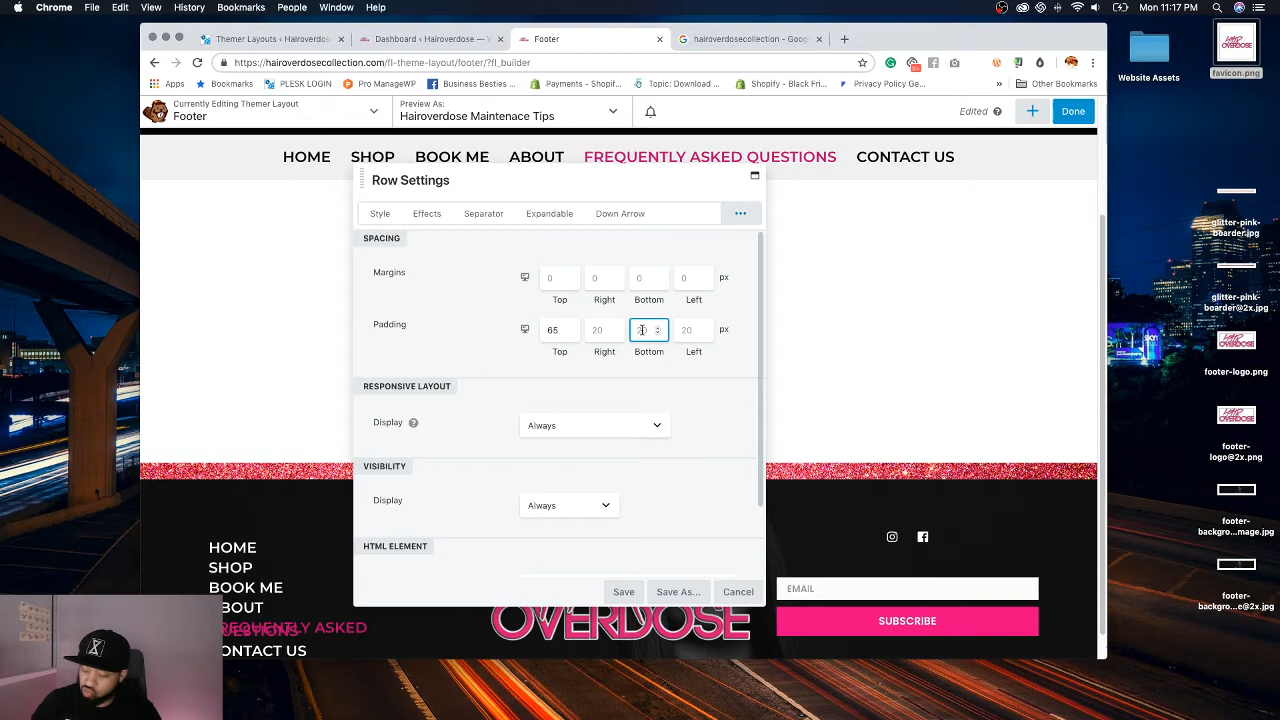 Chrome File Edit View History Bookmarks People Window Help
Mon 11:17 PM
Themer Layouts ‹ Hairoverdos
Dashboard ‹ Hairoverdose — V
Footer
hairoverdosecollection - Goog
https://hairoverdosecollection.com/fl-theme-layout/footer/?fl_builder
Apps Bookmarks PLESK LOGIN Pro ManageWP Business Besties ... Payments - Shopif... Topic: Download ... Shopify - Black Fri... Privacy Policy Ge... » Other Bookmarks
Currently Editing Themer Layout
Footer
Preview As:
Hairoverdose Maintenace Tips
Edited
Done
HOME SHOP BOOK ME ABOUT FREQUENTLY ASKED QUESTIONS CONTACT US
Row Settings
Style Effects Separator Expandable Down Arrow
SPACING
Margins
0 0 0 0 px
Top Right Bottom Left
Padding
65 20 20 px
Top Right Bottom Left
RESPONSIVE LAYOUT
Display
Always
VISIBILITY
Display
Always
HTML ELEMENT
Save Save As... Cancel
HOME
SHOP
BOOK ME
BOUT
REQUENTLY ASKED
UESTIONS
ONTACT US
OVERDOSE
EMAIL
SUBSCRIBE
Website Assets
OVERDOSE
favicon.png
glitter-pink-
boarder.jpg
glitter-pink-
boarder@2x.jpg
OVERDOSE
footer-logo.png
OVERDOSE
footer-
logo@2x.png
footer-
backgro...mage.jpg
footer-
backgro...e@2x.jpg